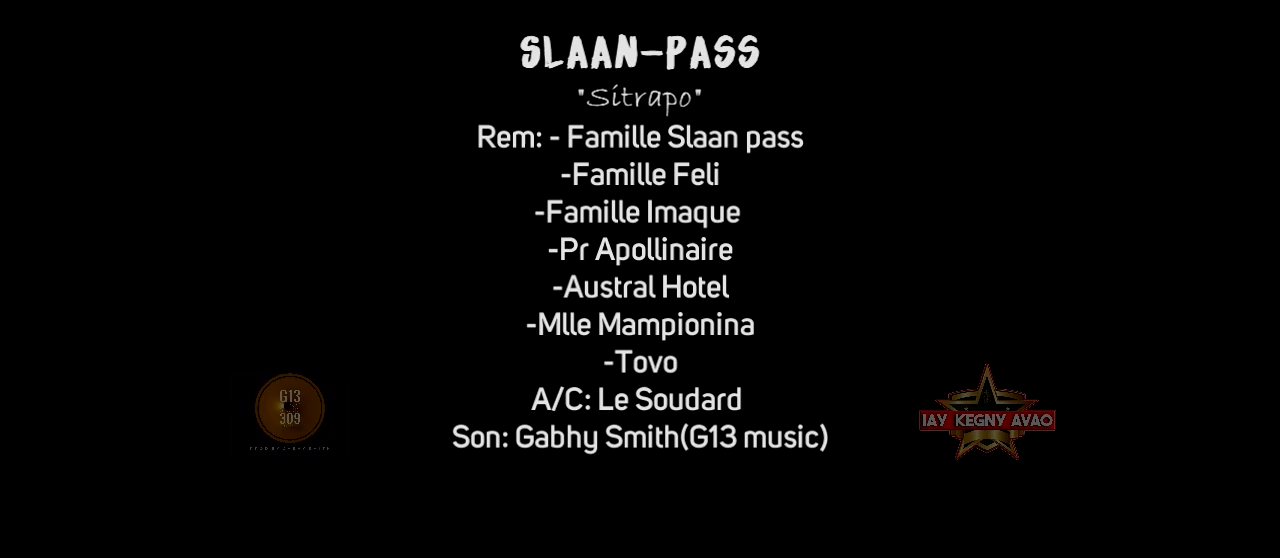 SLAAN-PASS
"Sitrapo"
Rem: - Famille Slaan pass
-Famille Feli
-Famille Imaque
-Pr Apollinaire
-Austral Hotel
-Mlle Mampionina
-Tovo
A/C: Le Soudard
Son: Gabhy Smith(G13 music)
G13
309
IAY KEGNY AVAO